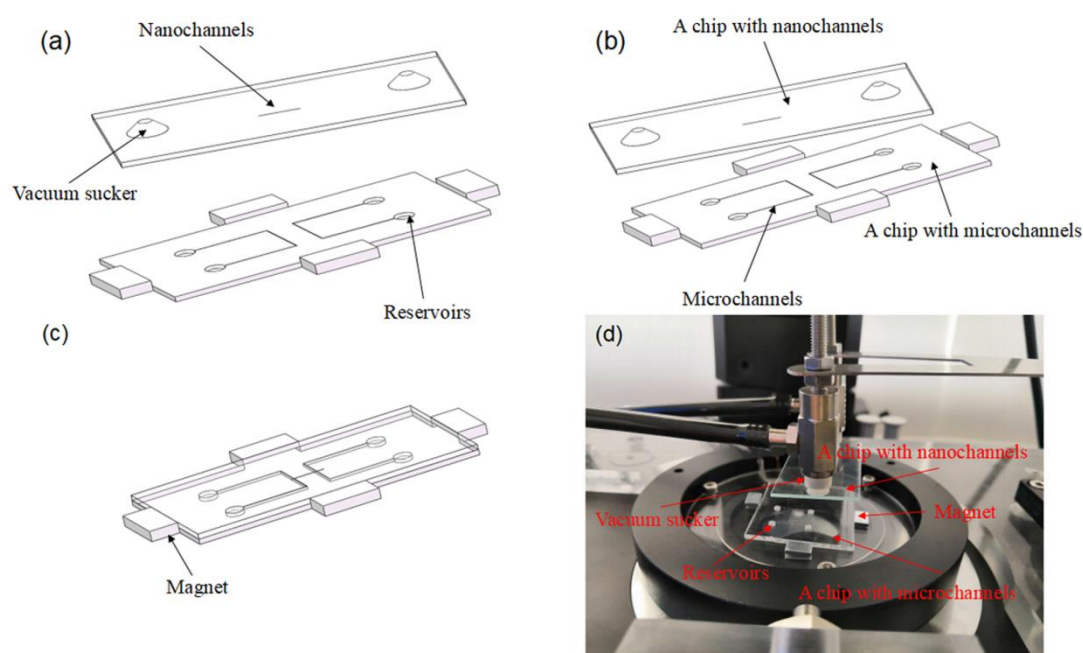 (a)
Nanochannels
Vacuum sucker
Reservoirs
(b)
A chip with nanochannels
A chip with microchannels
Microchannels
(c)
Magnet
(d)
A chip with nanochannels
Vacuum sucker
Magnet
Reservoirs
A chip with microchannels